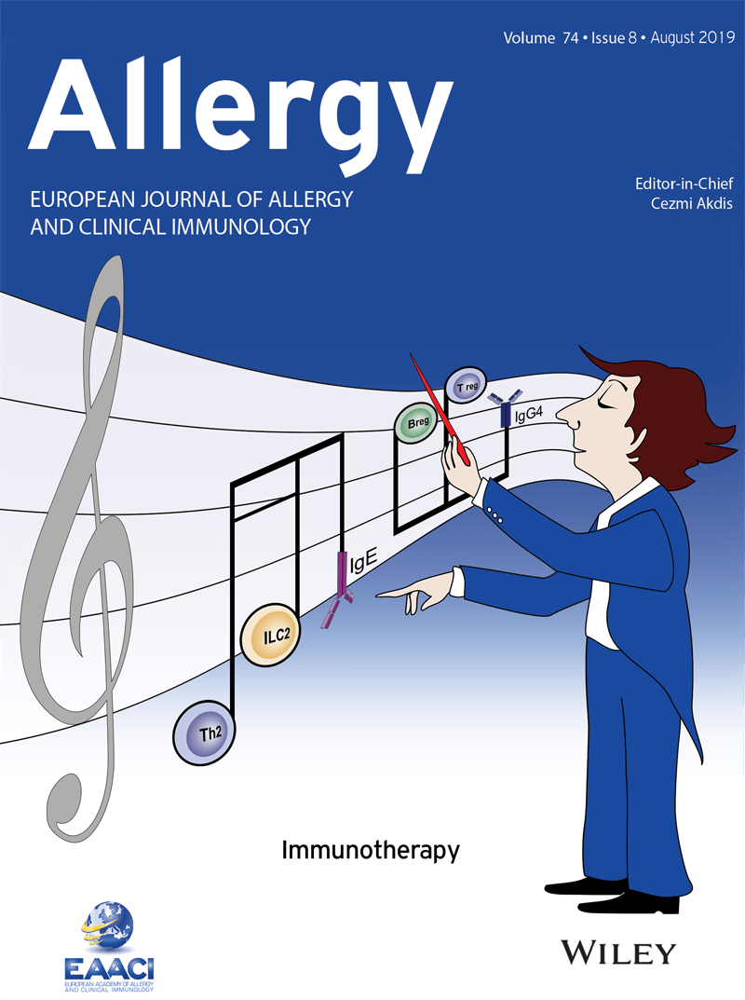 Volume 74 • Issue 8 • August 2019
Allergy
EUROPEAN JOURNAL OF ALLERGY
AND CLINICAL IMMUNOLOGY
Editor-in-Chief
Cezmi Akdis
T reg
Breg
IgG4
IgE
ILC2
Th2
Immunotherapy
EAACI
EUROPEAN ACADEMY OF ALLERGY
AND CLINICAL IMMUNOLOGY
WILEY